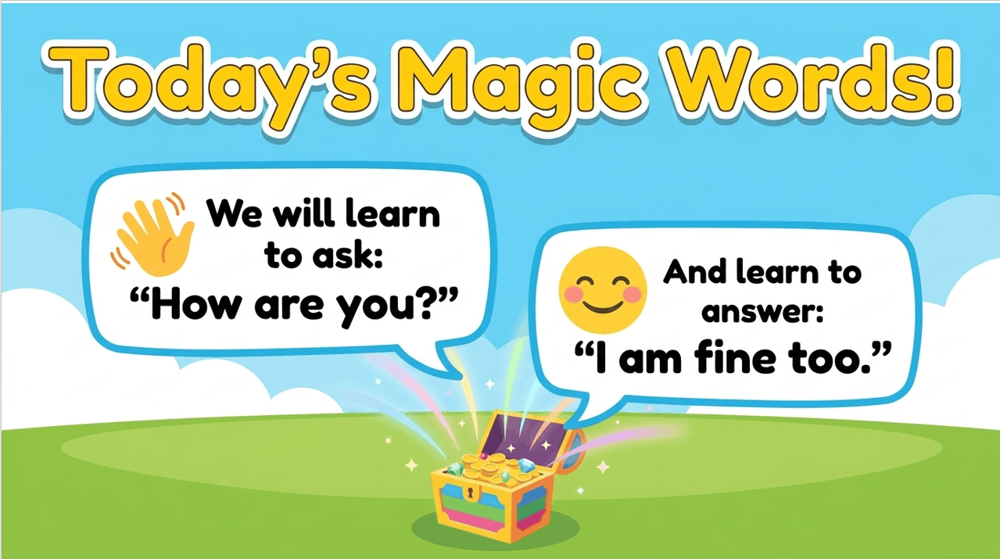 Today’s Magic Words!
We will learn
to ask:
“How are you?”
And learn to
answer:
“I am fine too.”